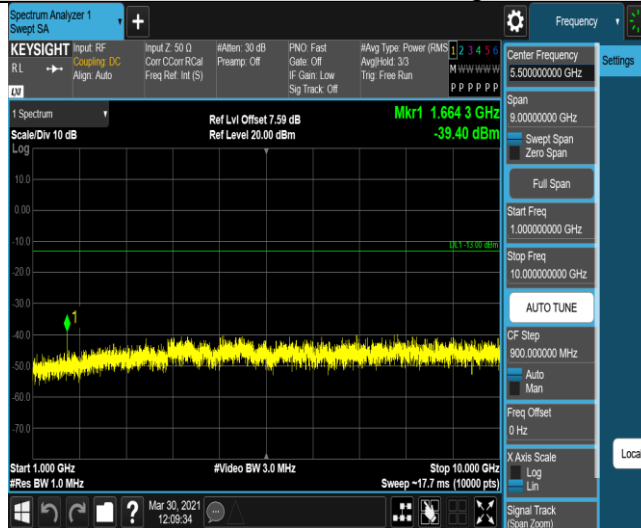 Spectrum Analyzer 1
Swept SA
+
Frequency
KEYSIGHT
Input: RF
Input Z: 50 Ω
#Atten: 30 dB
PNO: Fast
#Avg Type: Power (RMS
1 2 3 4 5 6
R L
Coupling: DC
Corr CCorr RCal
Preamp: Off
Gate: Off
Avg|Hold: 3/3
M W W W W W
Align: Auto
Freq Ref: Int (S)
IF Gain: Low
Trig: Free Run
Sig Track: Off
P P P P P P
LXI
1 Spectrum
Ref Lvl Offset 7.59 dB
Mkr1 1.664 3 GHz
Scale/Div 10 dB
Ref Level 20.00 dBm
-39.40 dBm
Log
10.0
0.00
-10.0
DL1 -13.00 dBm
-20.0
-30.0
1
-40.0
-50.0
-60.0
-70.0
Start 1.000 GHz
#Video BW 3.0 MHz
Stop 10.000 GHz
#Res BW 1.0 MHz
Sweep ~17.7 ms (10000 pts)
?
Mar 30, 2021
12:09:34
Center Frequency
5.500000000 GHz
Settings
Span
9.00000000 GHz
Swept Span
Zero Span
Full Span
Start Freq
1.000000000 GHz
Stop Freq
10.000000000 GHz
AUTO TUNE
CF Step
900.000000 MHz
Auto
Man
Freq Offset
0 Hz
X Axis Scale
Log
Lin
Local
Signal Track
(Span Zoom)